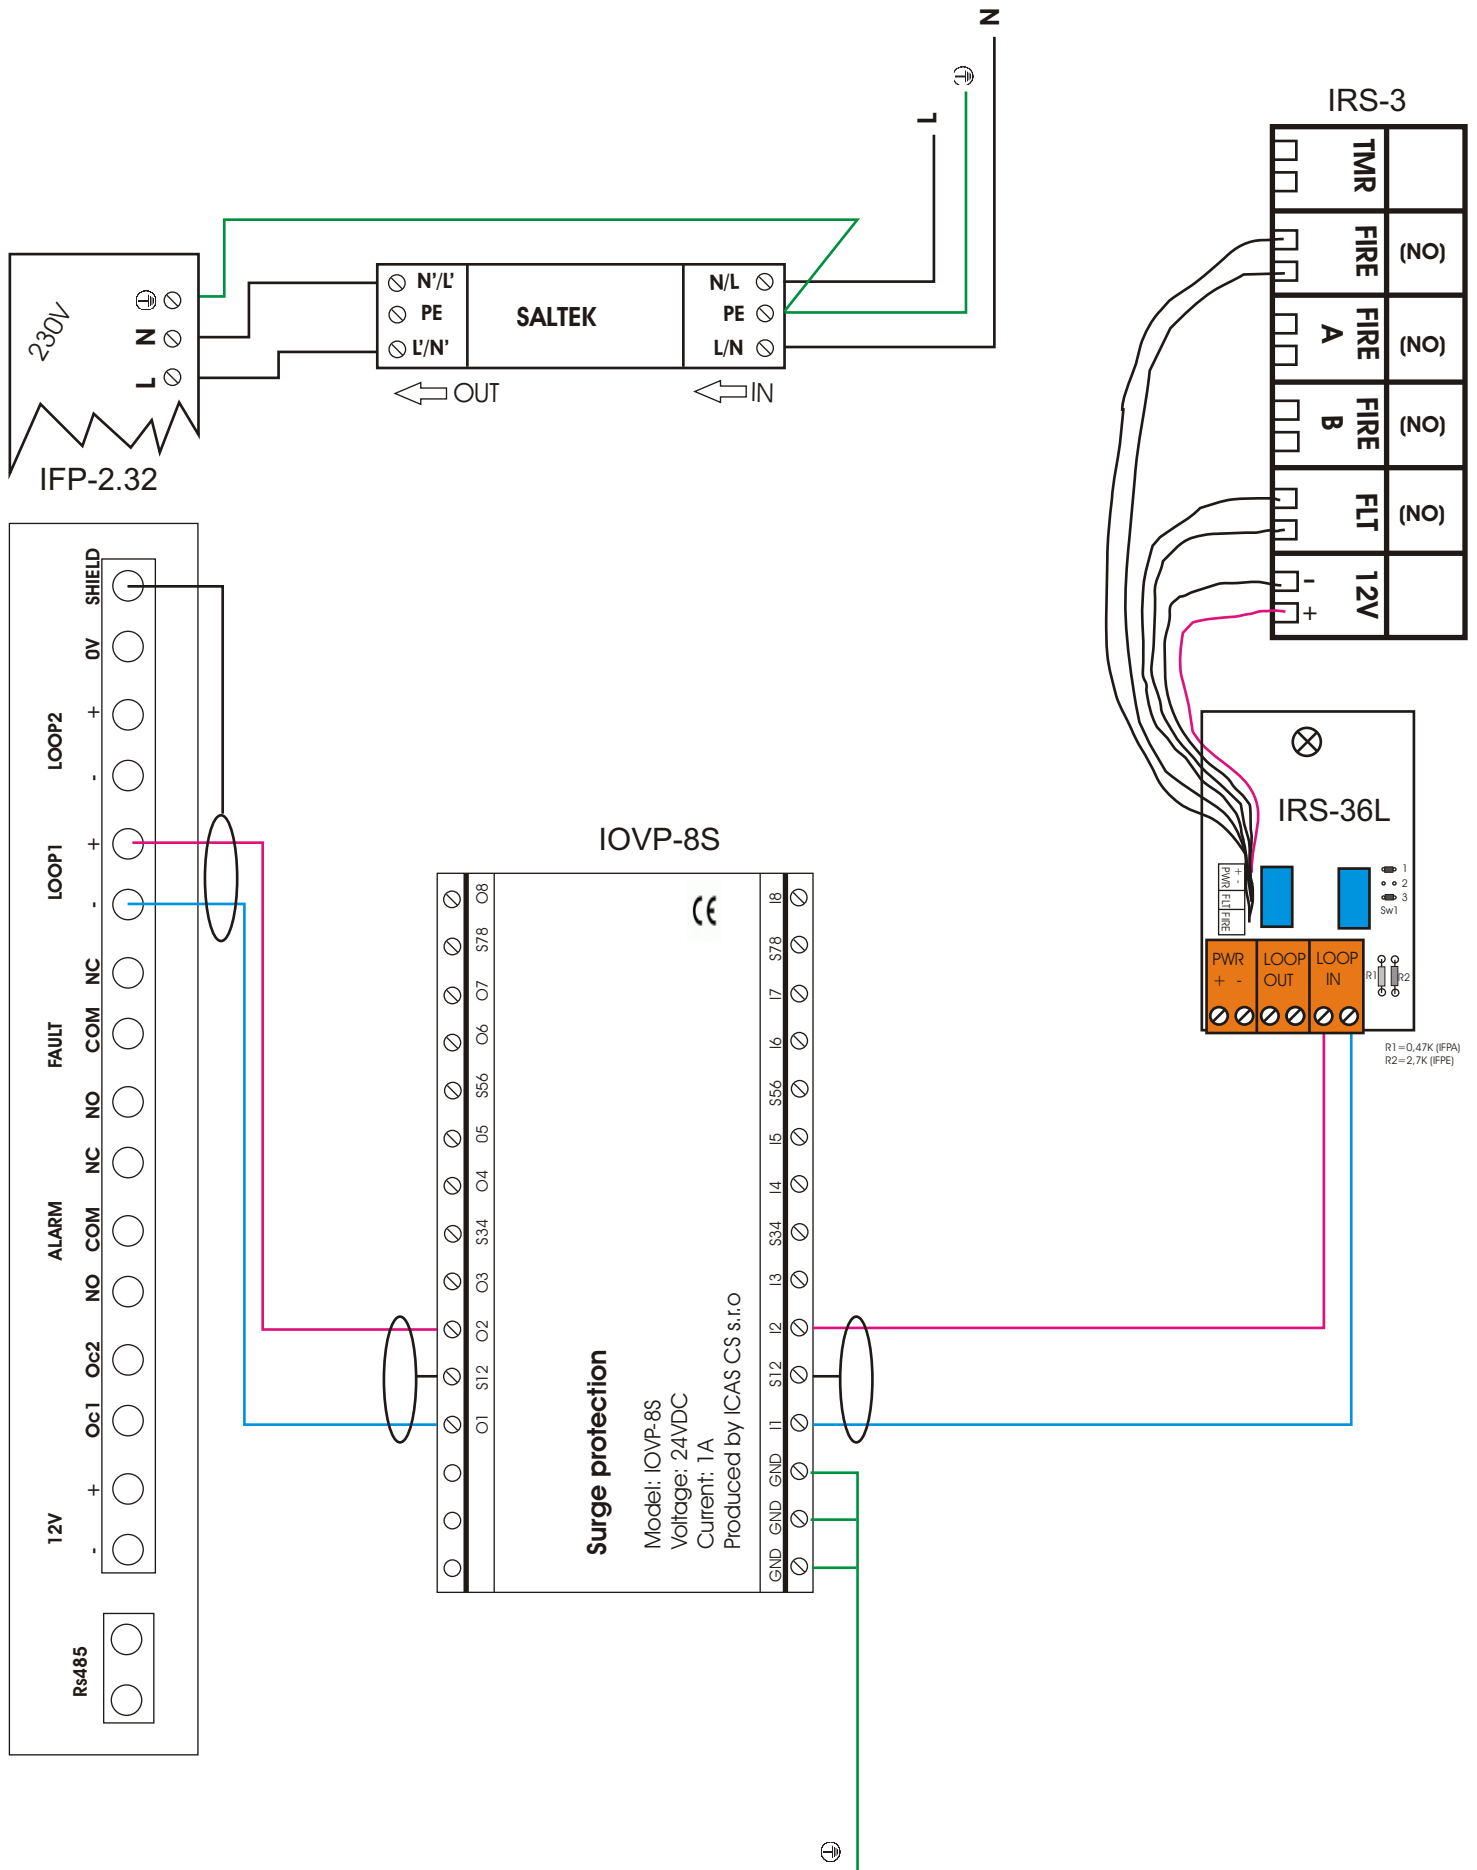 N
L
IRS-3
TMR
FIRE
(NO)
FIRE
A
(NO)
FIRE
B
(NO)
FLT
(NO)
12V
-
+
230V
N
L
N'/L'
PE
L'/N'
SALTEK
N/L
PE
L/N
OUT
IN
IFP-2.32
SHIELD
0V
LOOP2
+
-
LOOP1
+
-
FAULT
NC
COM
NO
ALARM
NC
COM
NO
Oc2
Oc1
12V
+
-
Rs485
IOVP-8S
O8
S78
O7
O6
S56
05
O4
S34
O3
O2
S12
O1
CE
Surge protection
Model: IOVP-8S
Voltage: 24VDC
Current: 1A
Produced by ICAS CS s.r.o
I8
S78
I7
I6
S56
I5
I4
S34
I3
I2
S12
I1
GND
GND
GND
IRS-36L
+ -
PWR FLT FIRE
1
2
3
Sw1
PWR
+ -
LOOP
OUT
LOOP
IN
R1 R2
R1=0,47K (IFPA)
R2=2,7K (IFPE)